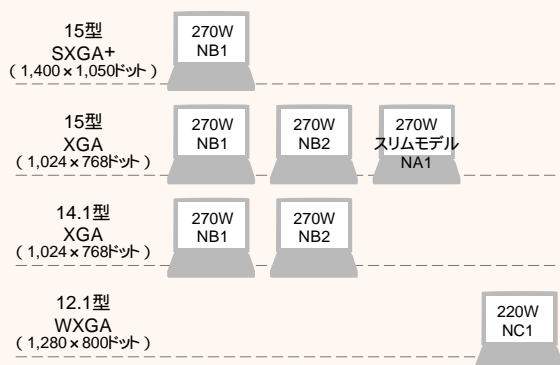 15型
SXGA+
(1,400×1,050ドット)
270W
NB1
15型
XGA
(1,024×768ドット)
270W
NB1
270W
NB2
270W
スリムモデル
NA1
14.1型
XGA
(1,024×768ドット)
270W
NB1
270W
NB2
12.1型
WXGA
(1,280×800ドット)
220W
NC1